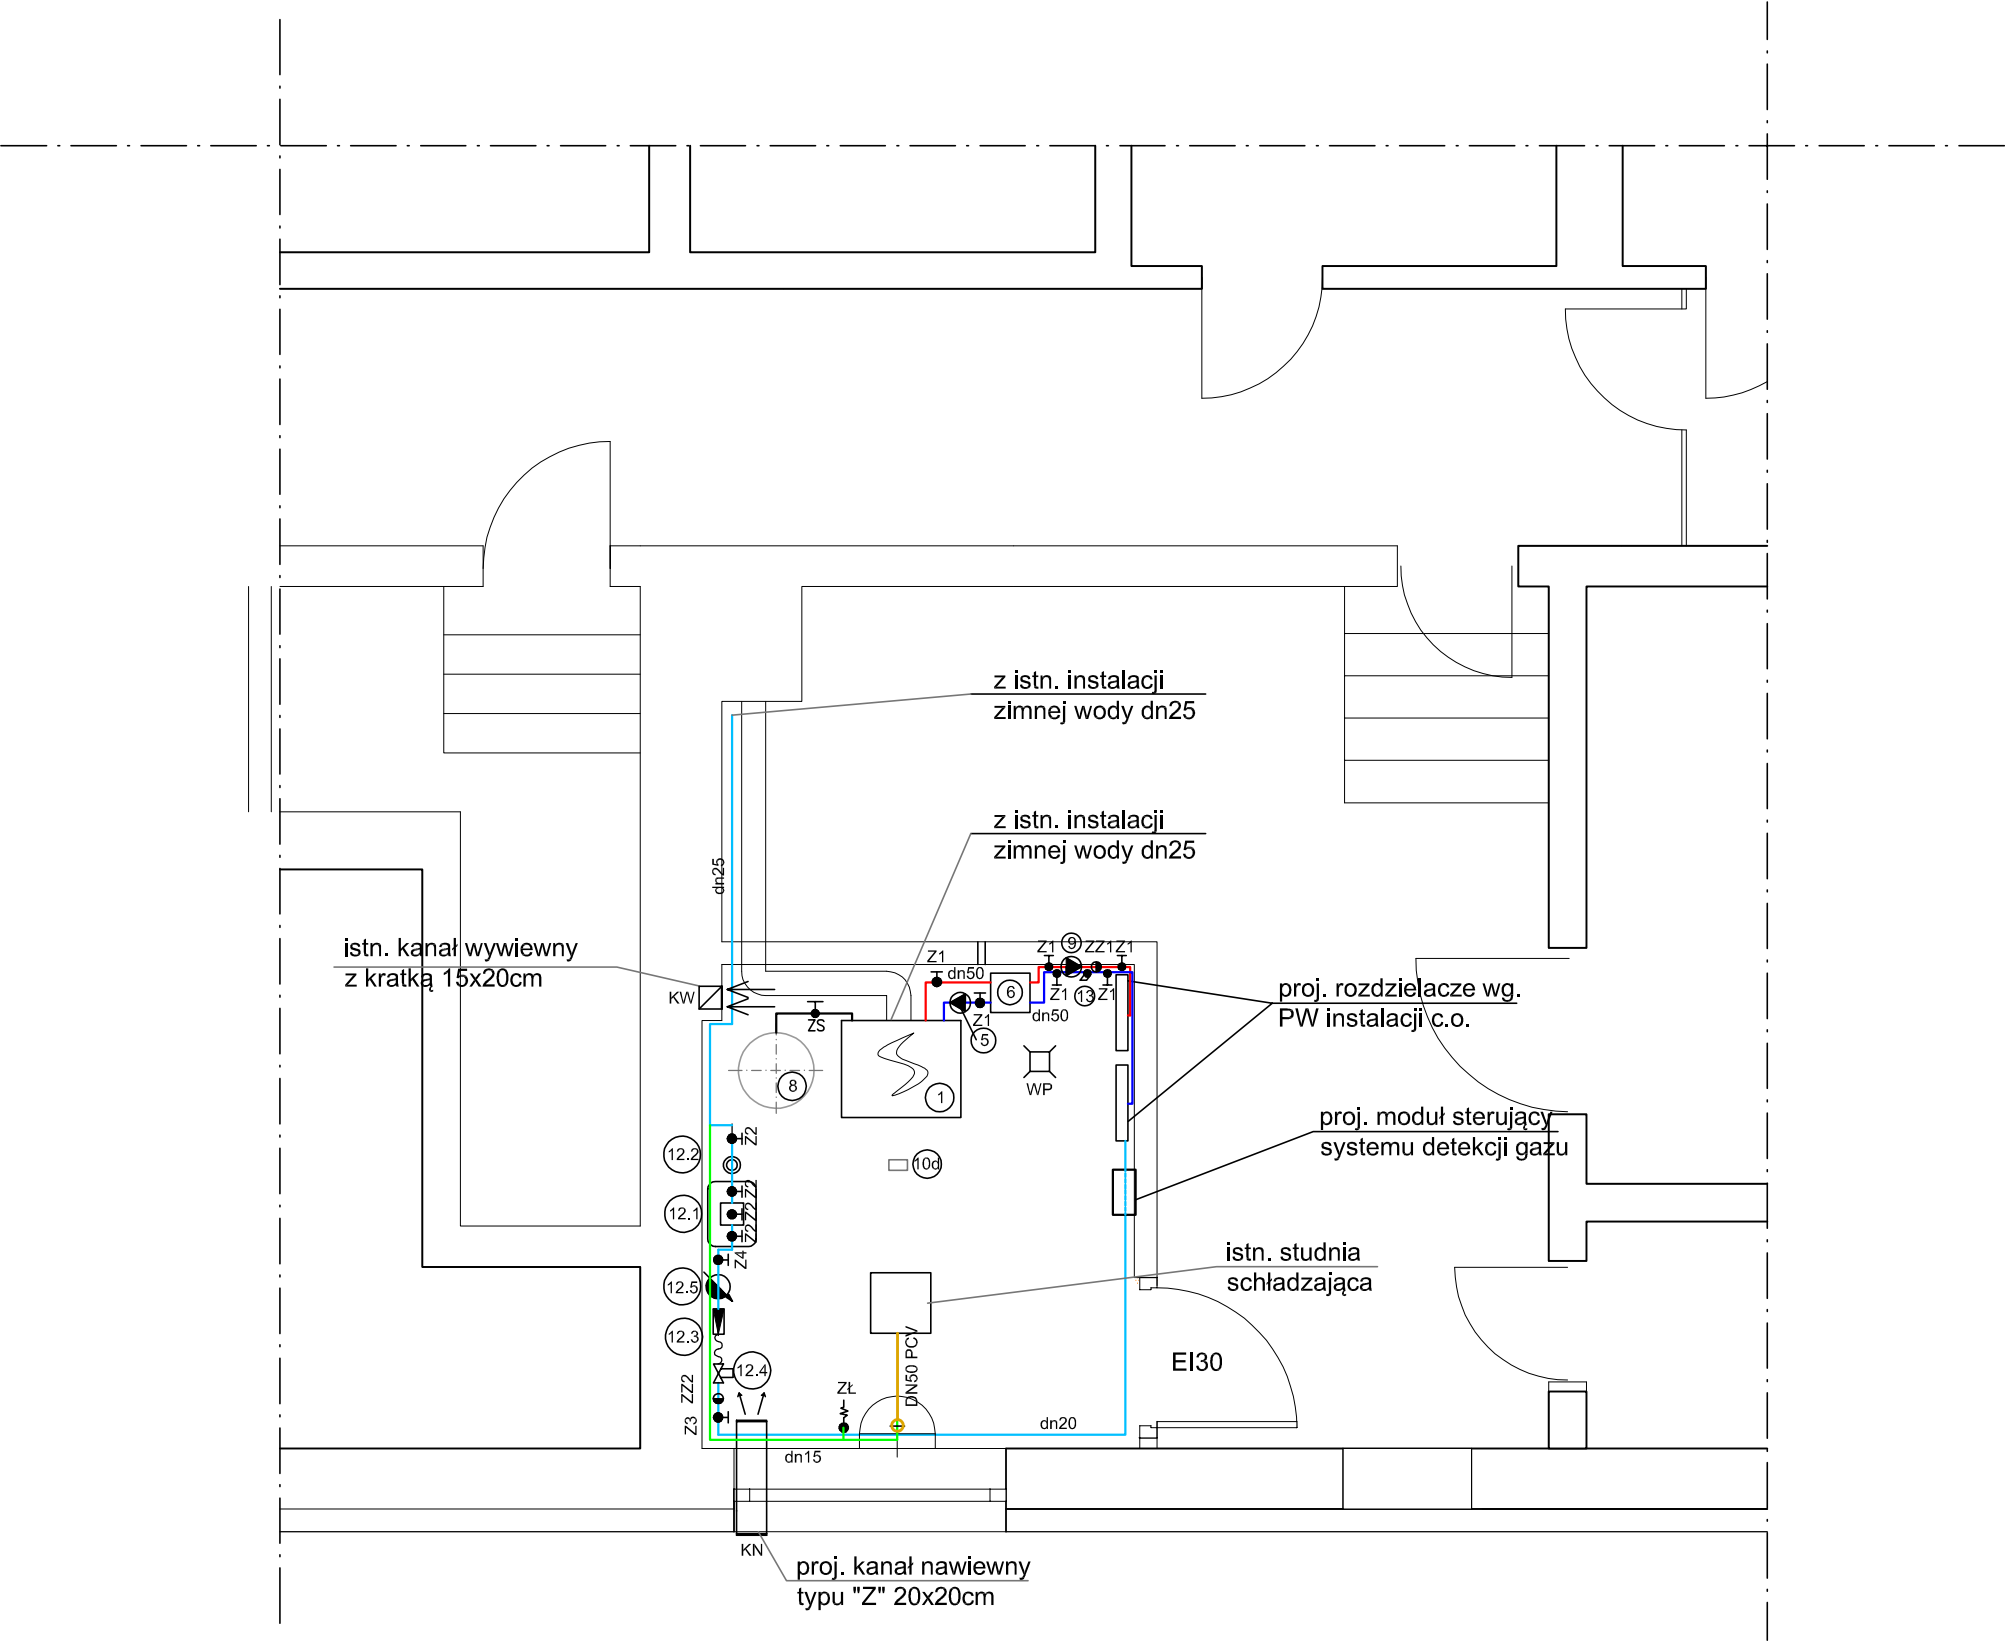 z istn. instalacji
zimnej wody dn25
z istn. instalacji
zimnej wody dn25
dn25
istn. kanał wywiewny
z kratką 15x20cm
KW
Z1
dn50
Z1
9
ZZ1
Z1
6
Z1
13
Z1
Z1
dn50
5
ZS
8
1
WP
proj. rozdzielacze wg.
PW instalacji c.o.
proj. moduł sterujący
systemu detekcji gazu
12.2
Z2
10d
12.1
Z2
ZZ2
Z2
Z4
12.5
12.3
12.4
ZZ2
Z3
istn. studnia
schładzająca
DN50 PCV
EI30
ZŁ
dn20
dn15
KN
proj. kanał nawiewny
typu "Z" 20x20cm